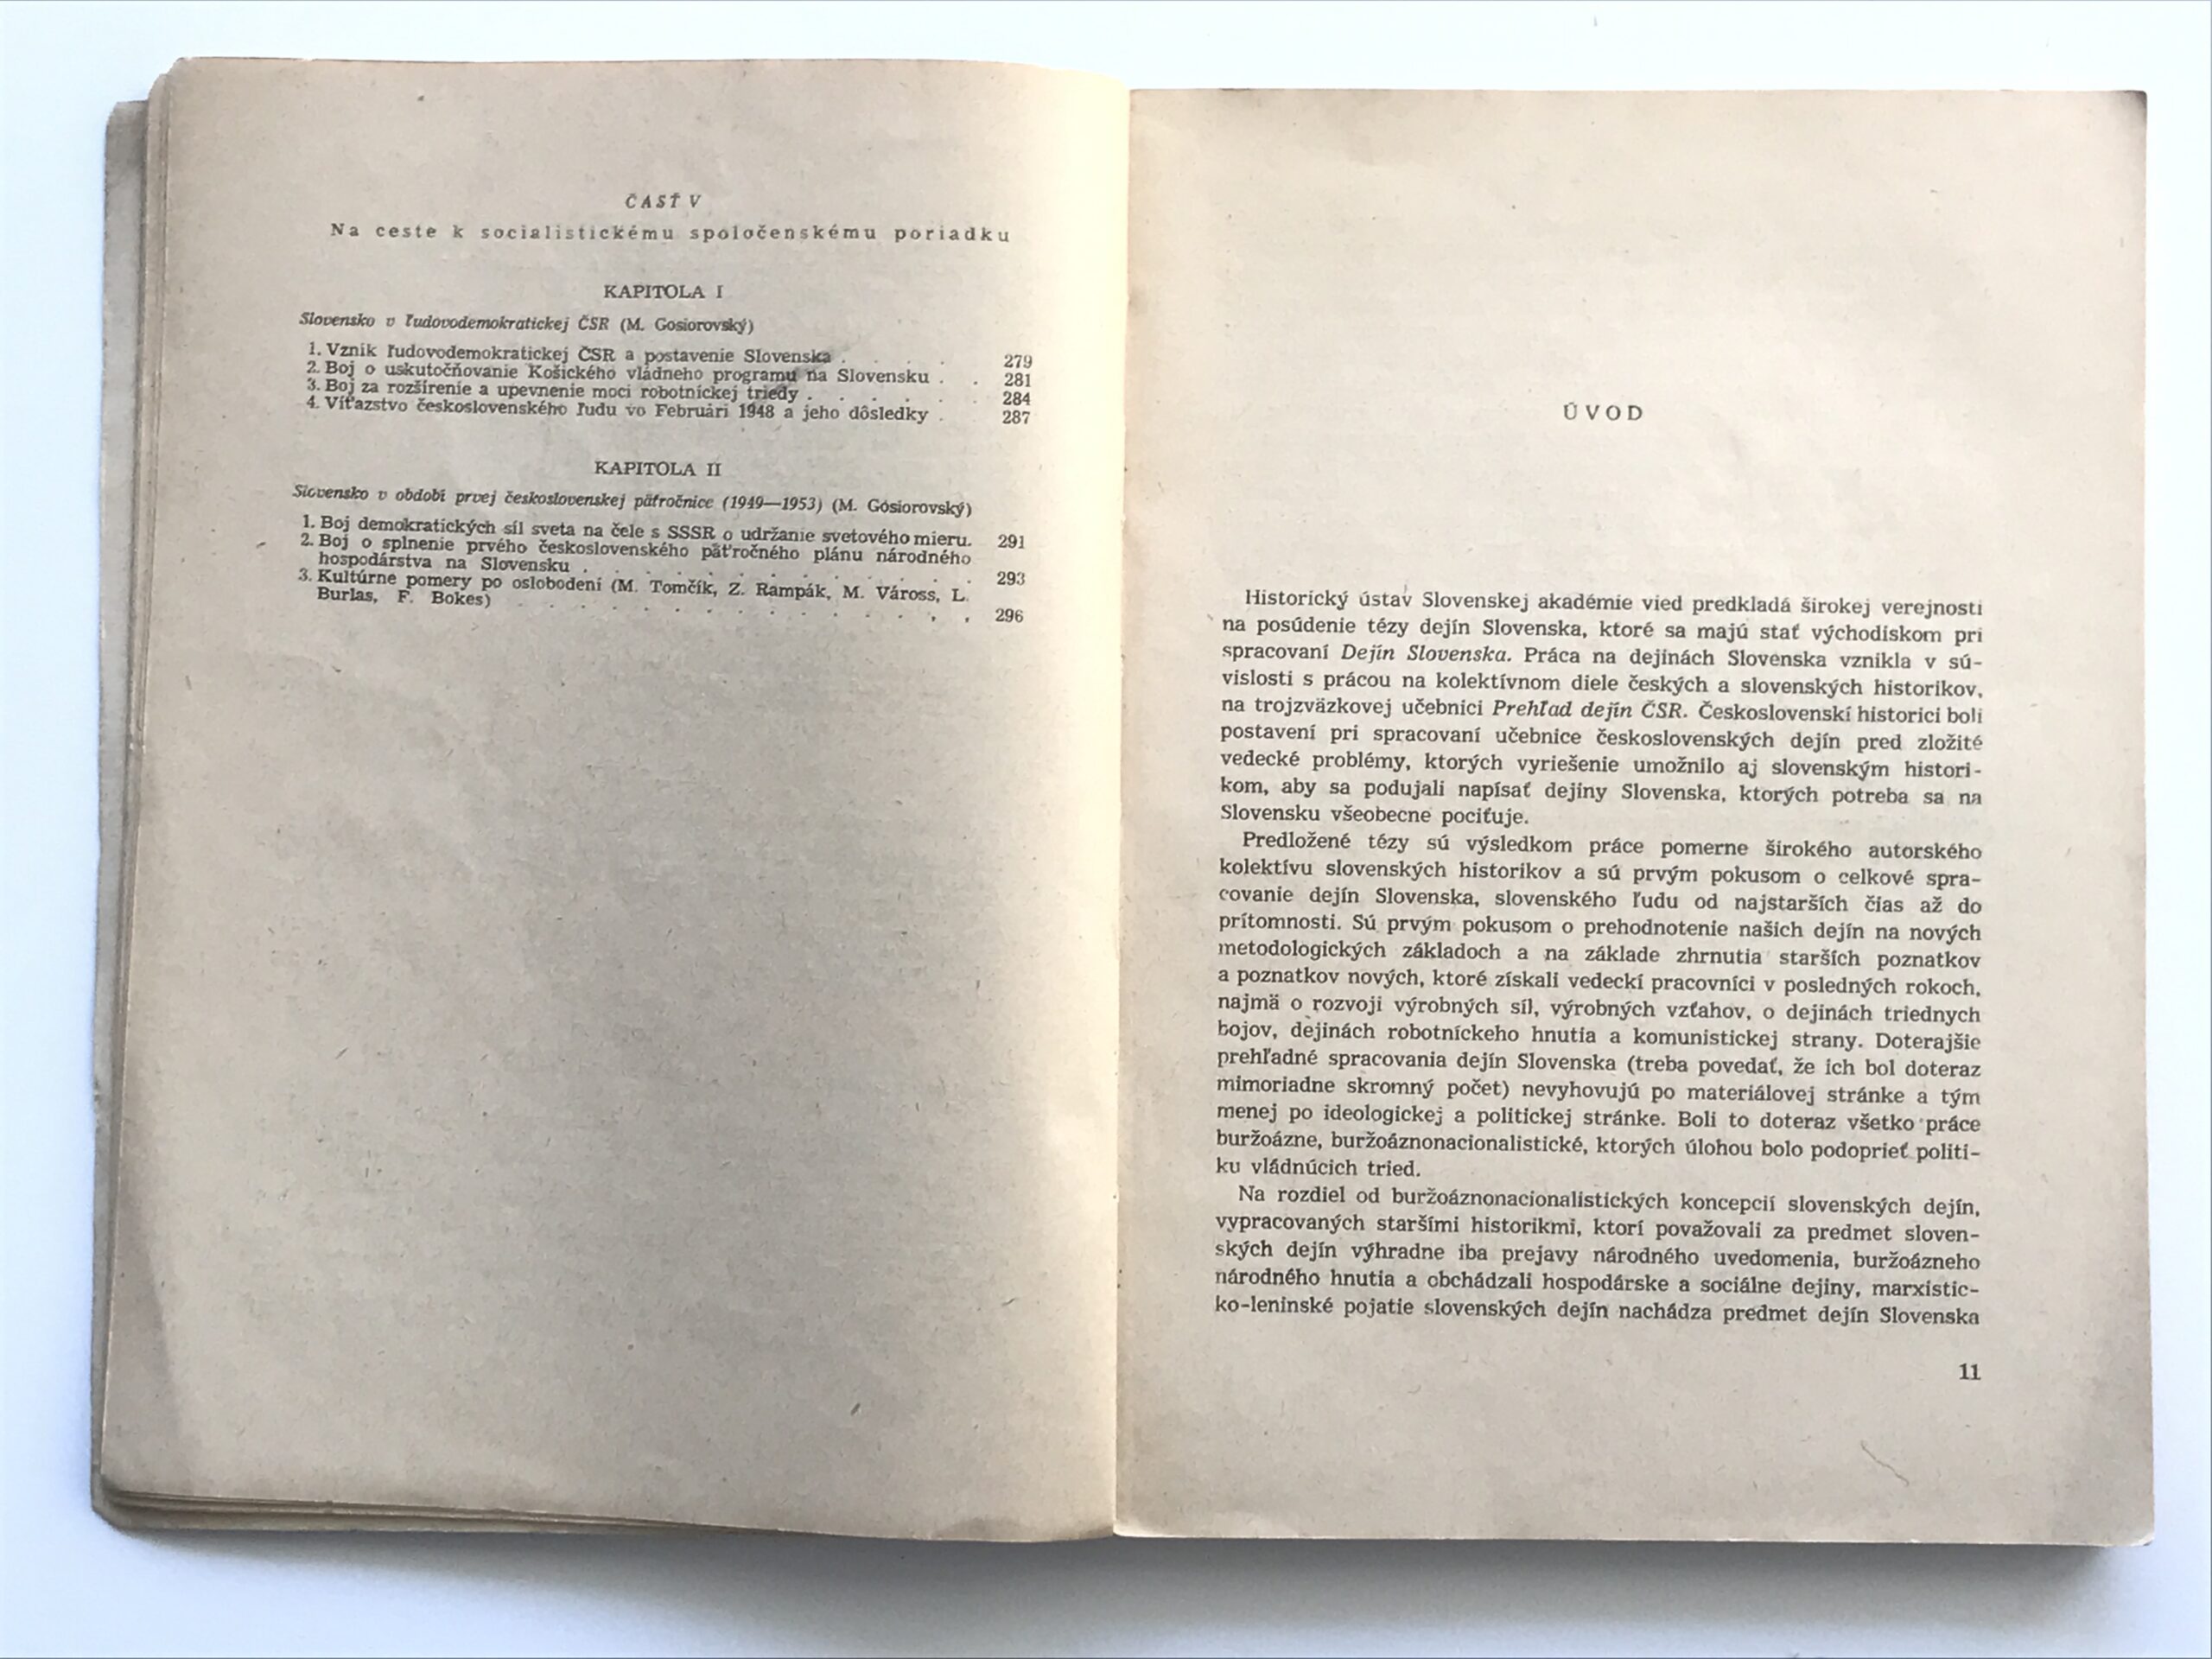 ČASŤ V
Na ceste k socialistickému spoločenskému poriadku
KAPITOLA I
Slovensko v ľudovodemokratickej ČSR (M. Gosiorovský)
1. Vznik ľudovodemokratickej ČSR a postavenie Slovenska . . . . 279
2. Boj o uskutočňovanie Košického vládneho programu na Slovensku . . 281
3. Boj za rozšírenie a upevnenie moci robotníckej triedy . . . . . . 284
4. Víťazstvo československého ľudu vo Februári 1948 a jeho dôsledky . 287
KAPITOLA II
Slovensko v období prvej československej päťročnice (1949—1953) (M. Gosiorovský)
1. Boj demokratických síl sveta na čele s SSSR o udržanie svetového mieru. 291
2. Boj o splnenie prvého československého päťročného plánu národného
hospodárstva na Slovensku . . . . . . . . . . . . . 293
3. Kultúrne pomery po oslobodení (M. Tomčík, Z. Rampák, M. Váross, L.
Burlas, F. Bokes) . . . . . . . . . . . . . . . 296
ÚVOD
Historický ústav Slovenskej akadémie vied predkladá širokej verejnosti
na posúdenie tézy dejín Slovenska, ktoré sa majú stať východiskom pri
spracovaní Dejín Slovenska. Práca na dejinách Slovenska vznikla v sú-
vislosti s prácou na kolektívnom diele českých a slovenských historikov,
na trojzväzkovej učebnici Prehľad dejín ČSR. Československí historici boli
postavení pri spracovaní učebnice československých dejín pred zložité
vedecké problémy, ktorých vyriešenie umožnilo aj slovenským histori-
kom, aby sa podujali napísať dejiny Slovenska, ktorých potreba sa na
Slovensku všeobecne pociťuje.
Predložené tézy sú výsledkom práce pomerne širokého autorského
kolektívu slovenských historikov a sú prvým pokusom o celkové spra-
covanie dejín Slovenska, slovenského ľudu od najstarších čias až do
prítomnosti. Sú prvým pokusom o prehodnotenie našich dejín na nových
metodologických základoch a na základe zhrnutia starších poznatkov
a poznatkov nových, ktoré získali vedeckí pracovníci v posledných rokoch,
najmä o rozvoji výrobných síl, výrobných vzťahov, o dejinách triednych
bojov, dejinách robotníckeho hnutia a komunistickej strany. Doterajšie
prehľadné spracovania dejín Slovenska (treba povedať, že ich bol doteraz
mimoriadne skromný počet) nevyhovujú po materiálovej stránke a tým
menej po ideologickej a politickej stránke. Boli to doteraz všetko práce
buržoázne, buržoáznonacionalistické, ktorých úlohou bolo podoprieť politi-
ku vládnúcich tried.
Na rozdiel od buržoáznonacionalistických koncepcií slovenských dejín,
vypracovaných staršími historikmi, ktorí považovali za predmet sloven-
ských dejín výhradne iba prejavy národného uvedomenia, buržoázneho
národného hnutia a obchádzali hospodárske a sociálne dejiny, marxistic-
ko-leninské pojatie slovenských dejín nachádza predmet dejín Slovenska
11